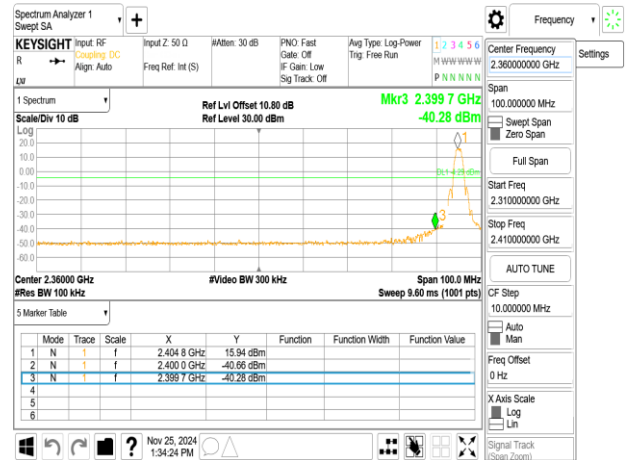 Spectrum Analyzer 1
Swept SA
+
Frequency
KEYSIGHT
Input: RF
Coupling: DC
Align: Auto
Input Z: 50 Ω
Freq Ref: Int (S)
#Atten: 30 dB
PNO: Fast
Gate: Off
IF Gain: Low
Sig Track: Off
Avg Type: Log-Power
Trig: Free Run
1 2 3 4 5 6
M W W W W W
P N N N N N
R
LXI
1 Spectrum
Scale/Div 10 dB
Ref Lvl Offset 10.80 dB
Ref Level 30.00 dBm
Mkr3 2.399 7 GHz
-40.28 dBm
Log
20.0
10.0
0.00
-10.0
-20.0
-30.0
-40.0
-50.0
-60.0
1
3
Center 2.36000 GHz
#Res BW 100 kHz
#Video BW 300 kHz
Span 100.0 MHz
Sweep 9.60 ms (1001 pts)
5 Marker Table
Mode Trace Scale X Y Function Function Width Function Value
1 N 1 f 2.404 8 GHz 15.94 dBm
2 N 1 f 2.400 0 GHz -40.66 dBm
3 N 1 f 2.399 7 GHz -40.28 dBm
4
5
6
?
Nov 25, 2024
1:34:24 PM
Center Frequency
2.360000000 GHz
Settings
Span
100.000000 MHz
Swept Span
Zero Span
Full Span
Start Freq
2.310000000 GHz
Stop Freq
2.410000000 GHz
AUTO TUNE
CF Step
10.000000 MHz
Auto
Man
Freq Offset
0 Hz
X Axis Scale
Log
Lin
Signal Track
(Span Zoom)